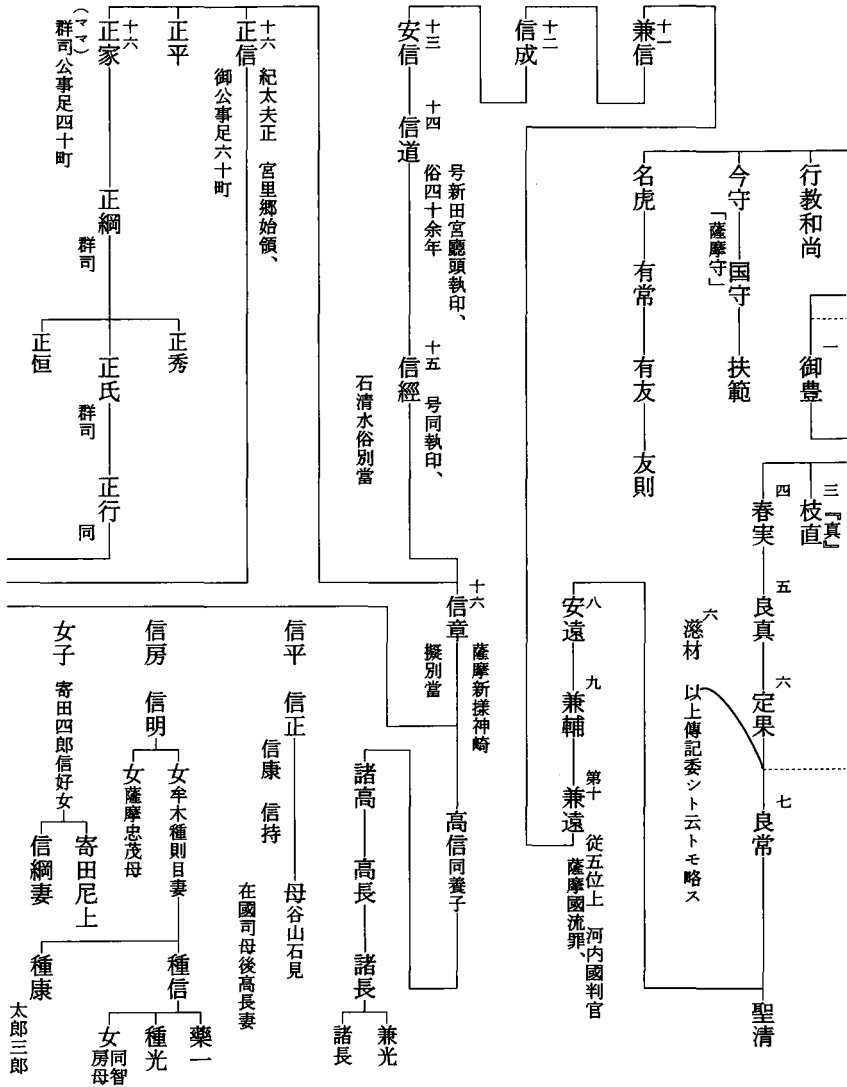 行教和尚
今守 「薩摩守」
国守
扶範
名虎
有常
有友
友則
一 御豊
三 枝直 『真』
四 春実
五 良真
六 定果
六 滋材 以上傳記委シト云トモ略ス
七 良常
聖清
八 安遠
九 兼輔
第十 兼遠 従五位上 河内國判官
薩摩國流罪、
十一 兼信
十二 信成
十三 安信
十四 信道 号新田宮廳頭執印、
俗四十余年
十五 信經 号同執印、
石清水俗別當
十六 信章 薩摩新揉神崎
擬別當
高信 同養子
諸高
高長
諸長
兼光
諸長
十六 正信 紀太夫正 宮里郷始領、
御公事足六十町
正平
十六 正家
(ママ)
群司公事足四十町
正綱 群司
正秀
正氏 群司
正恒
正行 同
信平
信正
母谷山石見
在國司母後高長妻
信康
信持
信房
信明
女 牟木種則目妻
女 薩摩忠茂母
種信
種康
太郎三郎
藥一
種光
女 同智
房母
女子 寄田四郎信好女
寄田尼上
信綱妻